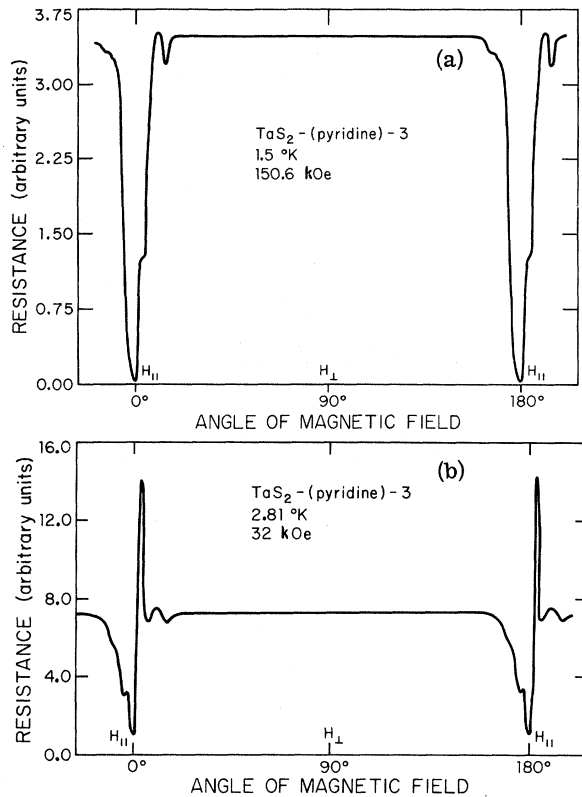 3.75
3.00
2.25
1.50
0.75
0.00
RESISTANCE (arbitrary units)
(a)
TaS₂-(pyridine)-3
1.5 °K
150.6 kOe
H||
H⊥
H||
0°
90°
180°
ANGLE OF MAGNETIC FIELD
16.0
12.0
8.0
4.0
0.0
RESISTANCE (arbitrary units)
(b)
TaS₂-(pyridine)-3
2.81 °K
32 kOe
H||
H⊥
H||
0°
90°
180°
ANGLE OF MAGNETIC FIELD